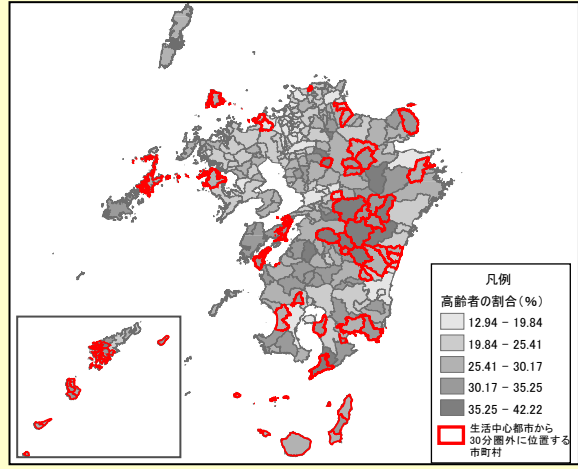 凡例
高齢者の割合(%)
12.94 - 19.84
19.84 - 25.41
25.41 - 30.17
30.17 - 35.25
35.25 - 42.22
生活中心都市から
30分圏外に位置する
市町村